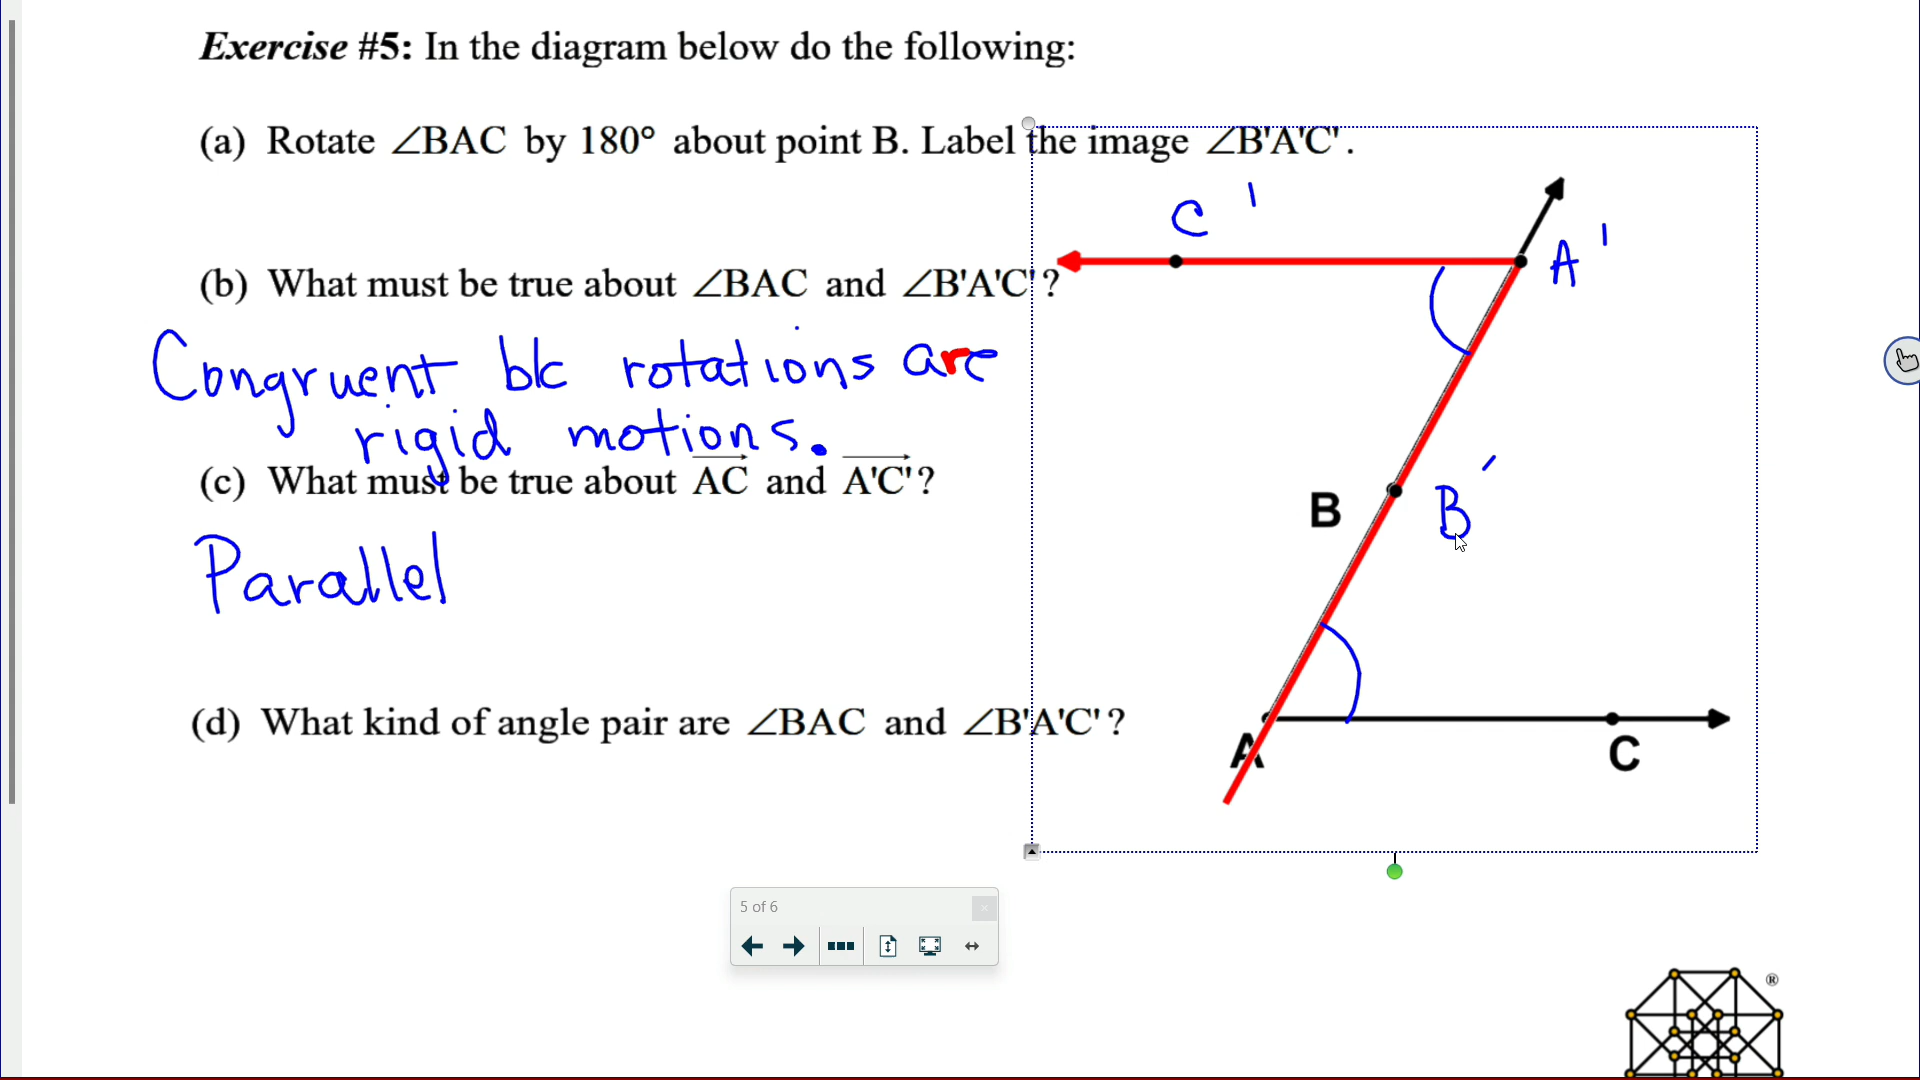 Exercise #5: In the diagram below do the following:
(a) Rotate ∠BAC by 180° about point B. Label the image ∠B'A'C'.
C'
A'
(b) What must be true about ∠BAC and ∠B'A'C'?
Congruent b/c rotations are
rigid motions.
(c) What must be true about AC and A'C'?
B
B'
Parallel
(d) What kind of angle pair are ∠BAC and ∠B'A'C'?
A
C
5 of 6
®